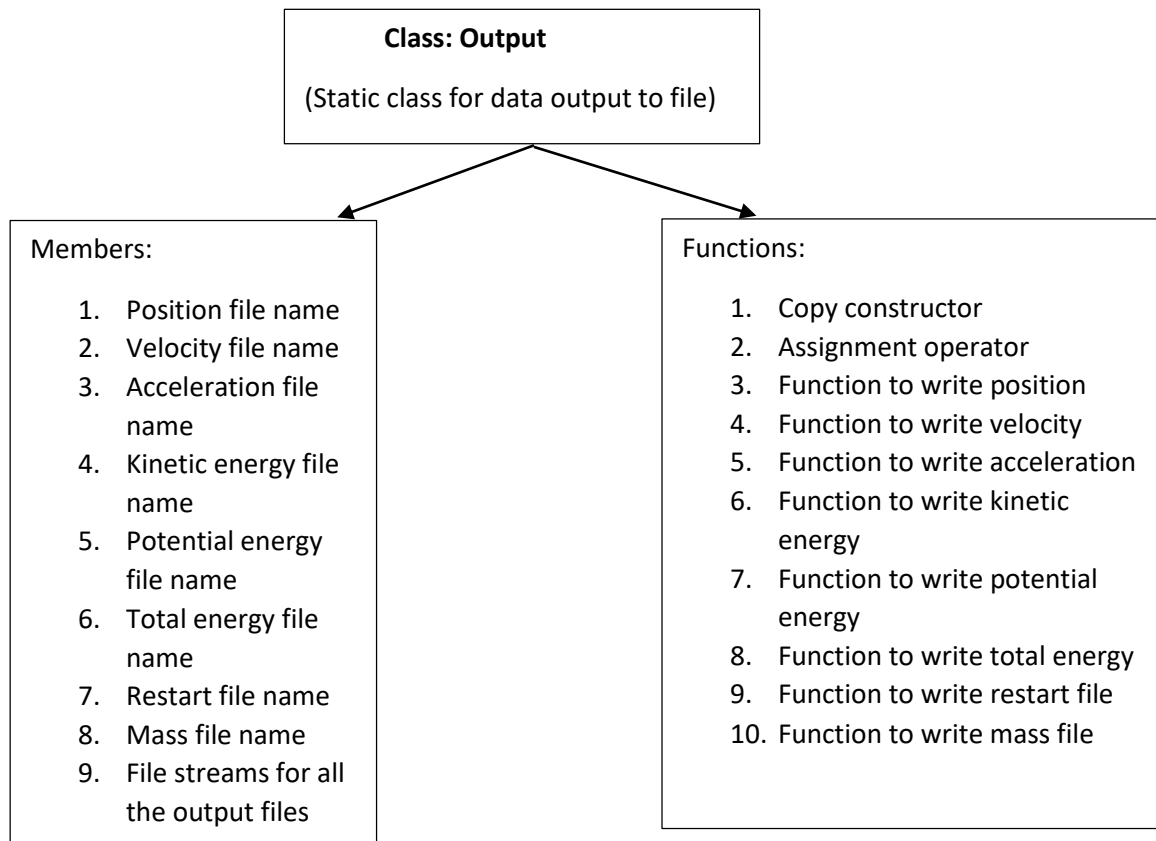 Class: Output
(Static class for data output to file)
Members:
1. Position file name
2. Velocity file name
3. Acceleration file
name
4. Kinetic energy file
name
5. Potential energy
file name
6. Total energy file
name
7. Restart file name
8. Mass file name
9. File streams for all
the output files
Functions:
1. Copy constructor
2. Assignment operator
3. Function to write position
4. Function to write velocity
5. Function to write acceleration
6. Function to write kinetic
energy
7. Function to write potential
energy
8. Function to write total energy
9. Function to write restart file
10. Function to write mass file